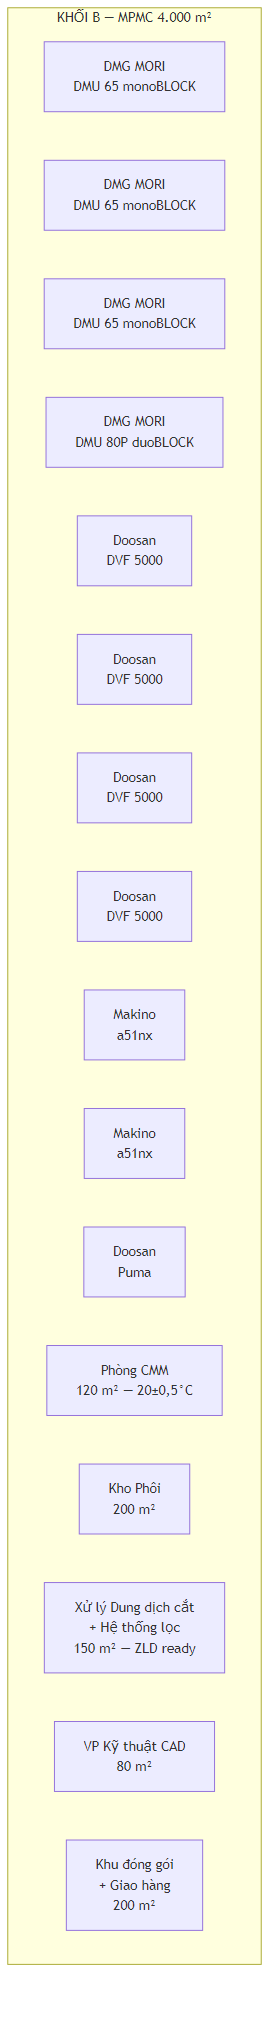 KHỐI B — MPMC 4.000 m²
DMG MORI
DMU 65 monoBLOCK
DMG MORI
DMU 65 monoBLOCK
DMG MORI
DMU 65 monoBLOCK
DMG MORI
DMU 80P duoBLOCK
Doosan
DVF 5000
Doosan
DVF 5000
Doosan
DVF 5000
Doosan
DVF 5000
Makino
a51nx
Makino
a51nx
Doosan
Puma
Phòng CMM
120 m² — 20±0,5°C
Kho Phôi
200 m²
Xử lý Dung dịch cắt
+ Hệ thống lọc
150 m² — ZLD ready
VP Kỹ thuật CAD
80 m²
Khu đóng gói
+ Giao hàng
200 m²